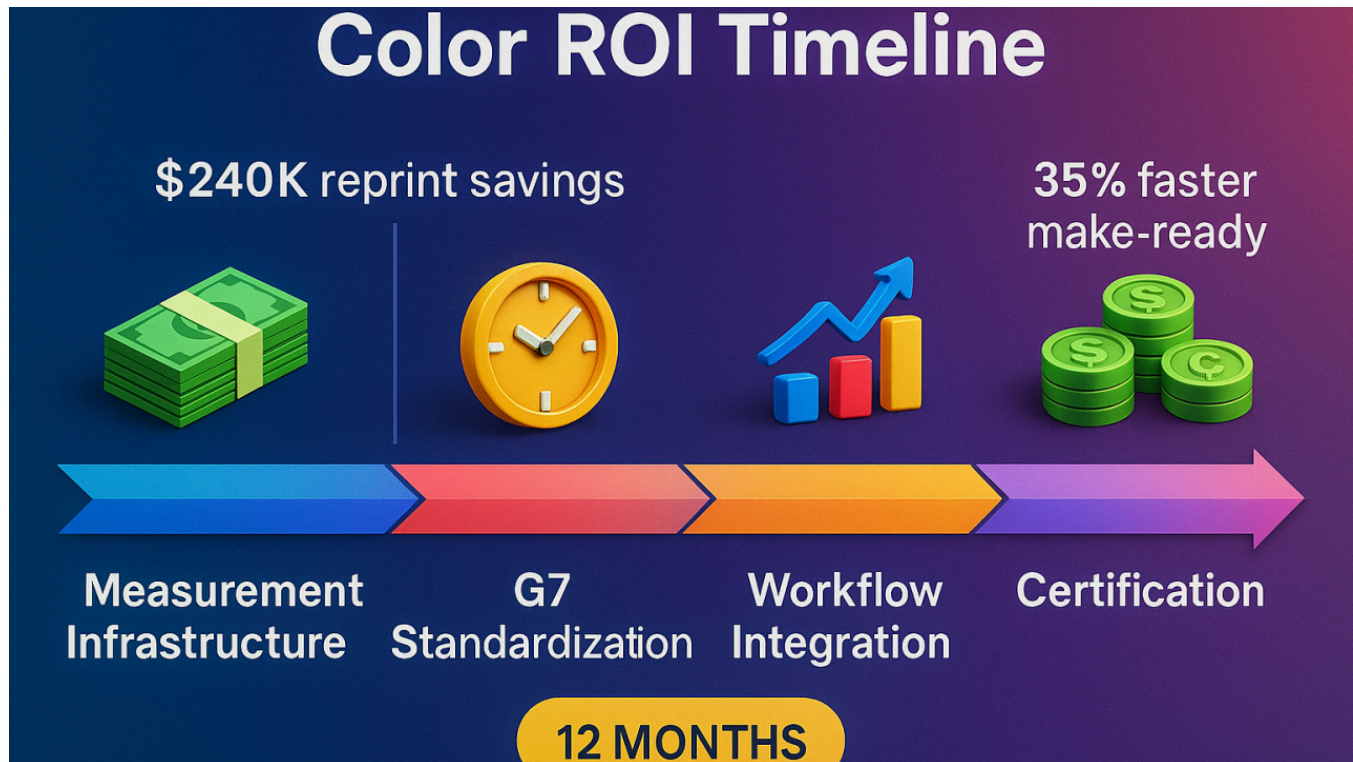 Color ROI Timeline
$240K reprint savings
35% faster
make-ready
$
$
C
Measurement
Infrastructure
G7
Standardization
Workflow
Integration
Certification
12 MONTHS